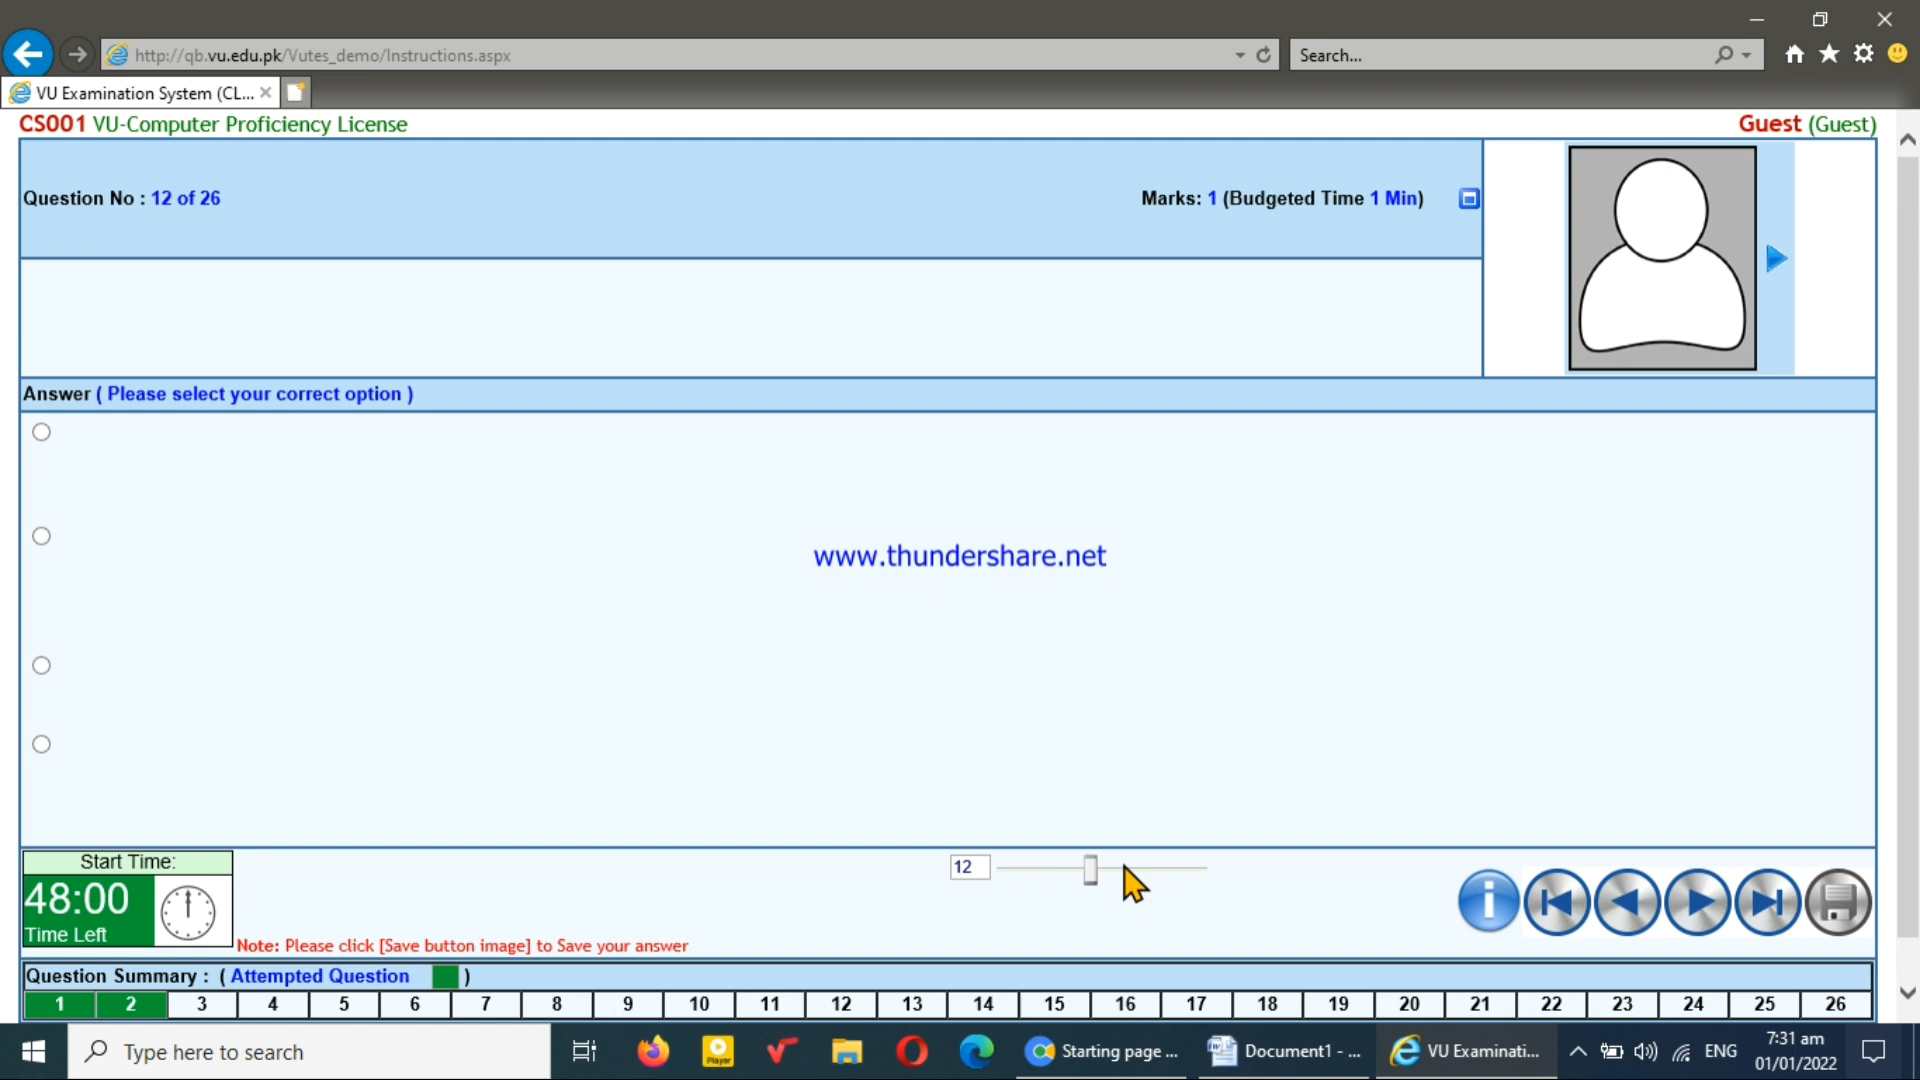 http://qb.vu.edu.pk/Vutes_demo/Instructions.aspx
Search...
VU Examination System (CL...
CS001 VU-Computer Proficiency License
Guest (Guest)
Question No : 12 of 26
Marks: 1 (Budgeted Time 1 Min)
Answer ( Please select your correct option )
www.thundershare.net
Start Time:
48:00
Time Left
12
Note: Please click [Save button image] to Save your answer
Question Summary : ( Attempted Question )
1 2 3 4 5 6 7 8 9 10 11 12 13 14 15 16 17 18 19 20 21 22 23 24 25 26
Type here to search
Player
Starting page ...
Document1 - ...
VU Examinati...
ENG
7:31 am
01/01/2022